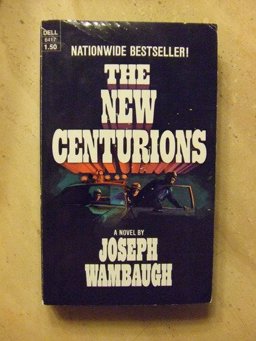 DELL
6417
1.50
NATIONWIDE BESTSELLER!
THE
NEW
CENTURIONS
A NOVEL BY
JOSEPH
WAMBAUGH